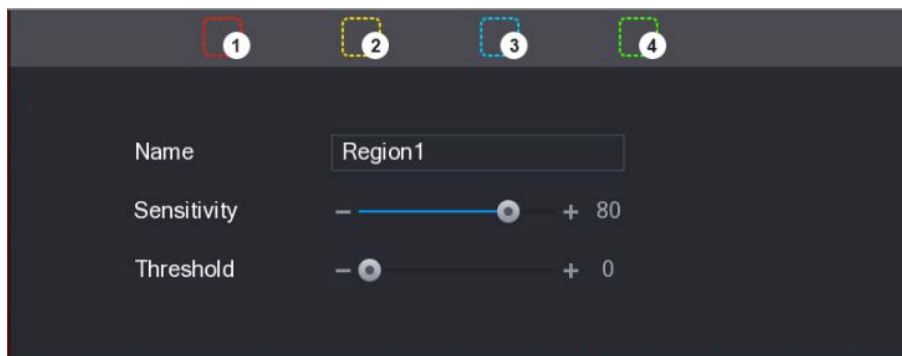 1 2 3 4
Name Region1
Sensitivity − + 80
Threshold − + 0